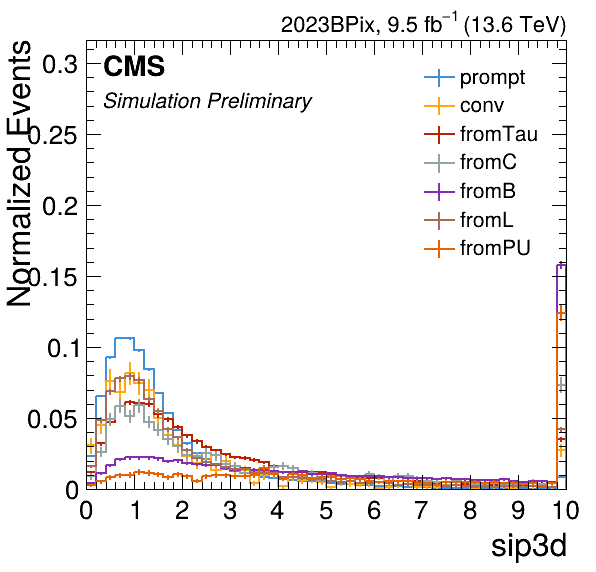 2023BPix, 9.5 fb⁻¹ (13.6 TeV)
CMS
Simulation Preliminary
prompt
conv
fromTau
fromC
fromB
fromL
fromPU
Normalized Events
0.3
0.25
0.2
0.15
0.1
0.05
0
0 1 2 3 4 5 6 7 8 9 10
sip3d